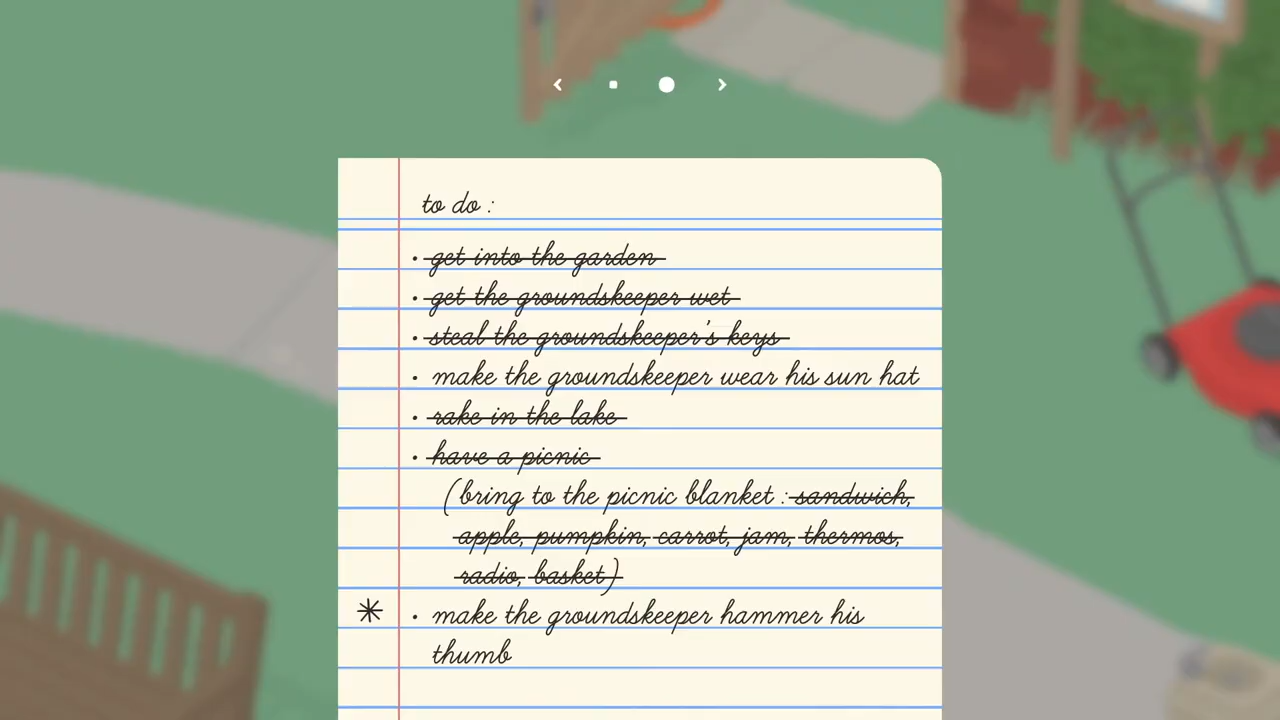 to do :
• get into the garden
• get the groundskeeper wet
• steal the groundskeeper's keys
• make the groundskeeper wear his sun hat
• rake in the lake
• have a picnic
(bring to the picnic blanket : sandwich,
apple, pumpkin, carrot, jam, thermos,
radio, basket)
* • make the groundskeeper hammer his
thumb